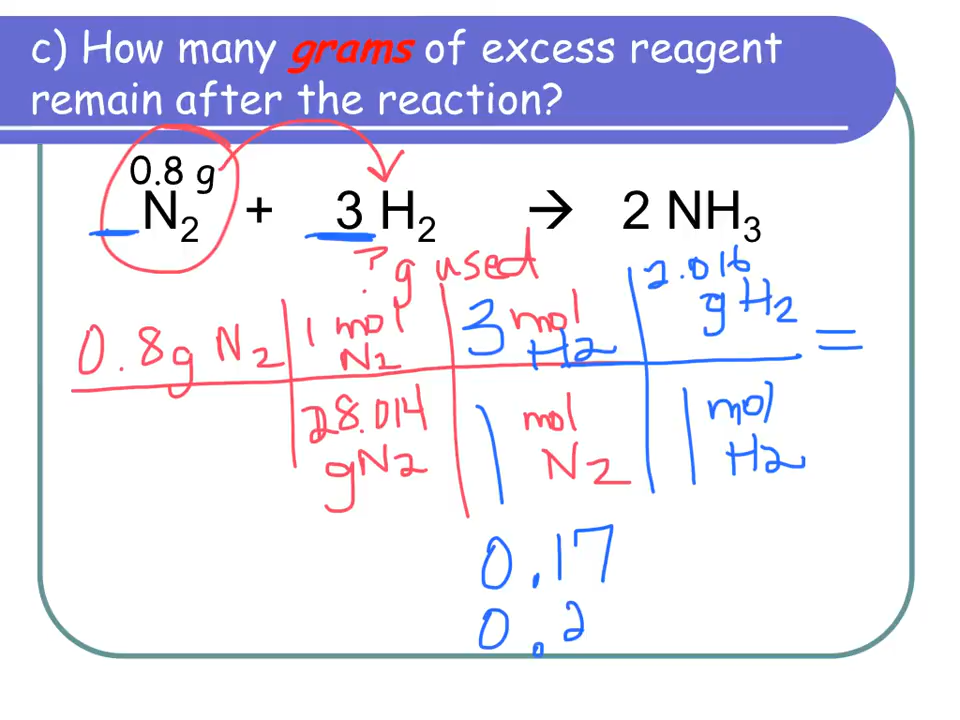 c) How many grams of excess reagent
remain after the reaction?
0.8 g
N2 + 3 H2 → 2 NH3
? g used
0.8g N2 | 1 mol N2 | 3 mol H2 | 2.016 g H2 =
28.014 gN2 | 1 mol N2 | 1 mol H2
0.17
0.2